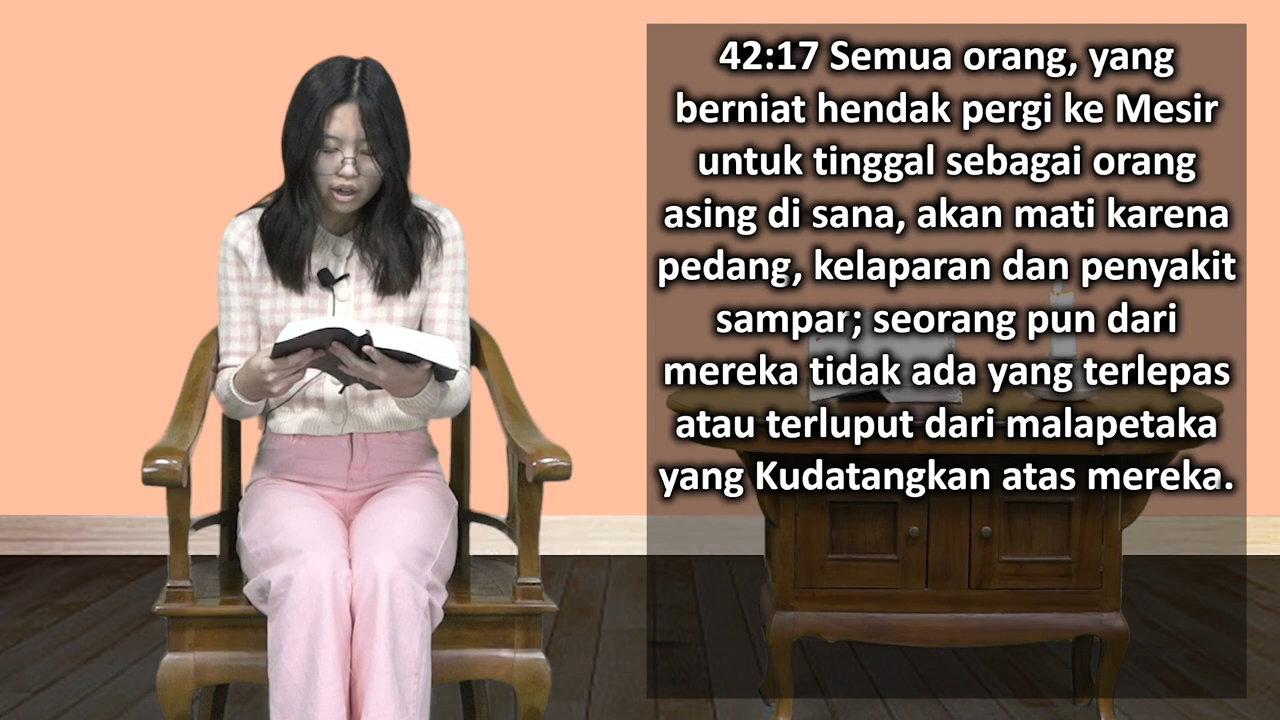 42:17 Semua orang, yang
berniat hendak pergi ke Mesir
untuk tinggal sebagai orang
asing di sana, akan mati karena
pedang, kelaparan dan penyakit
sampar; seorang pun dari
mereka tidak ada yang terlepas
atau terluput dari malapetaka
yang Kudatangkan atas mereka.